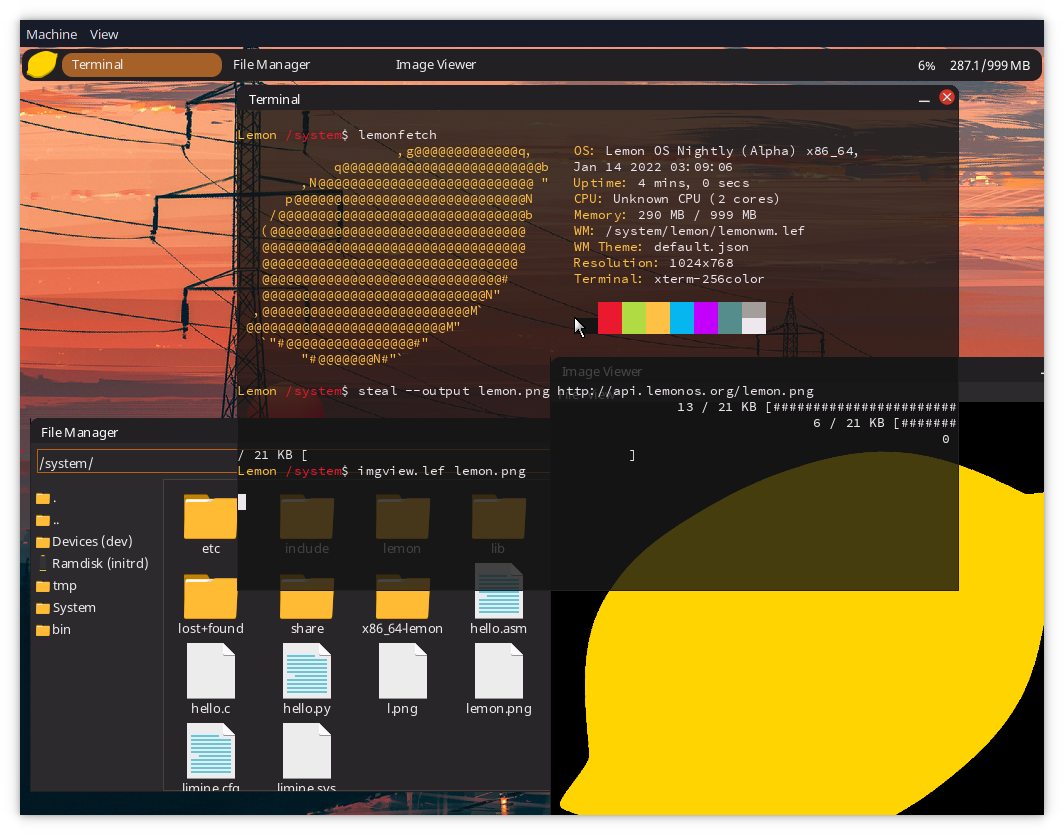 Machine View
Terminal File Manager Image Viewer 6% 287.1/999 MB
Terminal
Lemon /system$ lemonfetch
,g@@@@@@@@@@@@@q,
q@@@@@@@@@@@@@@@@@@@@@@@@b
,N@@@@@@@@@@@@@@@@@@@@@@@@@@@ "
p@@@@@@@@@@@@@@@@@@@@@@@@@@@@@N
/@@@@@@@@@@@@@@@@@@@@@@@@@@@@@@@b
(@@@@@@@@@@@@@@@@@@@@@@@@@@@@@@@@
@@@@@@@@@@@@@@@@@@@@@@@@@@@@@@@@@
@@@@@@@@@@@@@@@@@@@@@@@@@@@@@@@@
@@@@@@@@@@@@@@@@@@@@@@@@@@@@@@#
@@@@@@@@@@@@@@@@@@@@@@@@@@@@N"
,@@@@@@@@@@@@@@@@@@@@@@@@@@M`
@@@@@@@@@@@@@@@@@@@@@@@@@M"
`"#@@@@@@@@@@@@@@@@#"
"#@@@@@@@N#"`
OS: Lemon OS Nightly (Alpha) x86_64,
Jan 14 2022 03:09:06
Uptime: 4 mins, 0 secs
CPU: Unknown CPU (2 cores)
Memory: 290 MB / 999 MB
WM: /system/lemon/lemonwm.lef
WM Theme: default.json
Resolution: 1024x768
Terminal: xterm-256color
Lemon /system$ steal --output lemon.png http://api.lemonos.org/lemon.png
13 / 21 KB [#######################
6 / 21 KB [#######
0
/ 21 KB [ ]
Lemon /system$ imgview.lef lemon.png
Image Viewer
File Manager
/system/
.
..
Devices (dev)
Ramdisk (initrd)
tmp
System
bin
etc include lemon lib
lost+found share x86_64-lemon hello.asm
hello.c hello.py l.png lemon.png
limine.cfg limine.sys